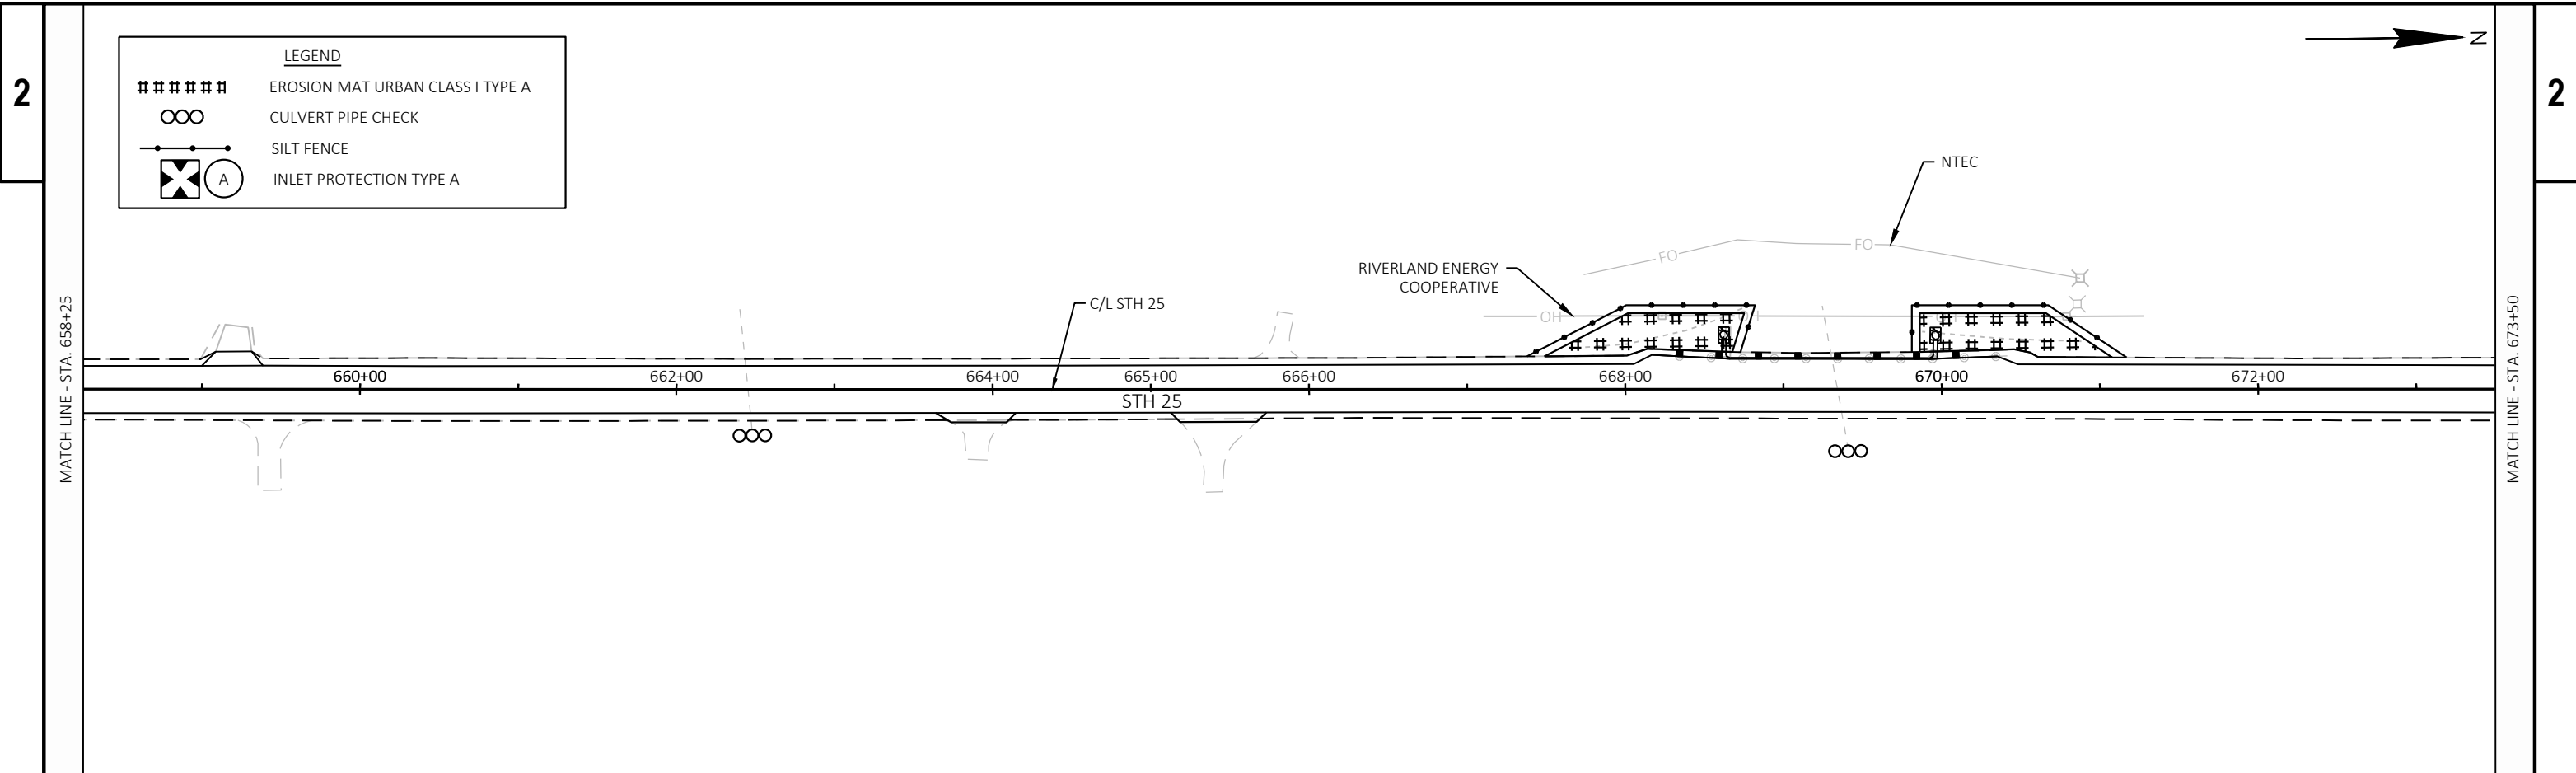 2
LEGEND
EROSION MAT URBAN CLASS I TYPE A
CULVERT PIPE CHECK
SILT FENCE
A
INLET PROTECTION TYPE A
N
2
NTEC
FO
FO
RIVERLAND ENERGY
COOPERATIVE
OH
C/L STH 25
MATCH LINE - STA. 658+25
660+00
662+00
664+00
665+00
666+00
668+00
670+00
672+00
STH 25
MATCH LINE - STA. 673+50